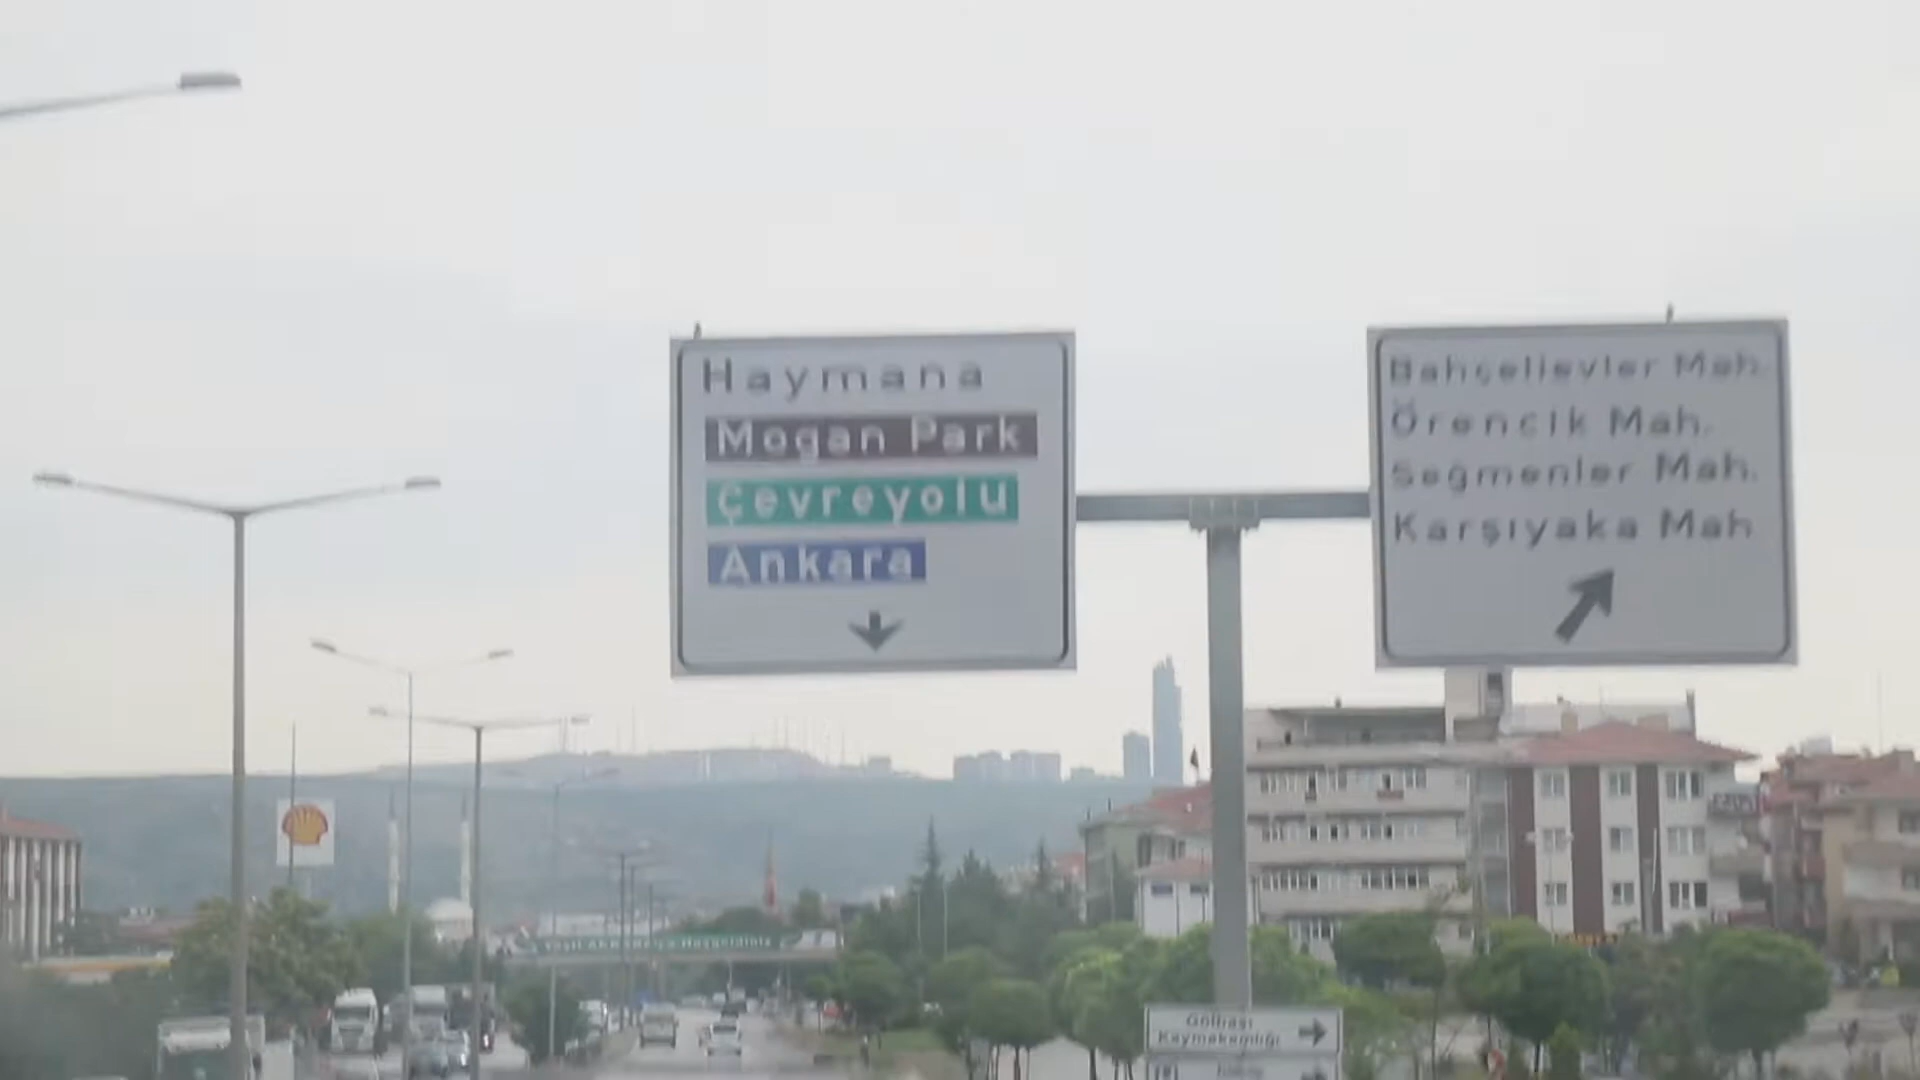 Haymana
Mogan Park
Çevreyolu
Ankara
Bahçelievler Mah.
Örencik Mah.
Seğmenler Mah.
Karşıyaka Mah.
Gölbaşı
Kaymakamlığı